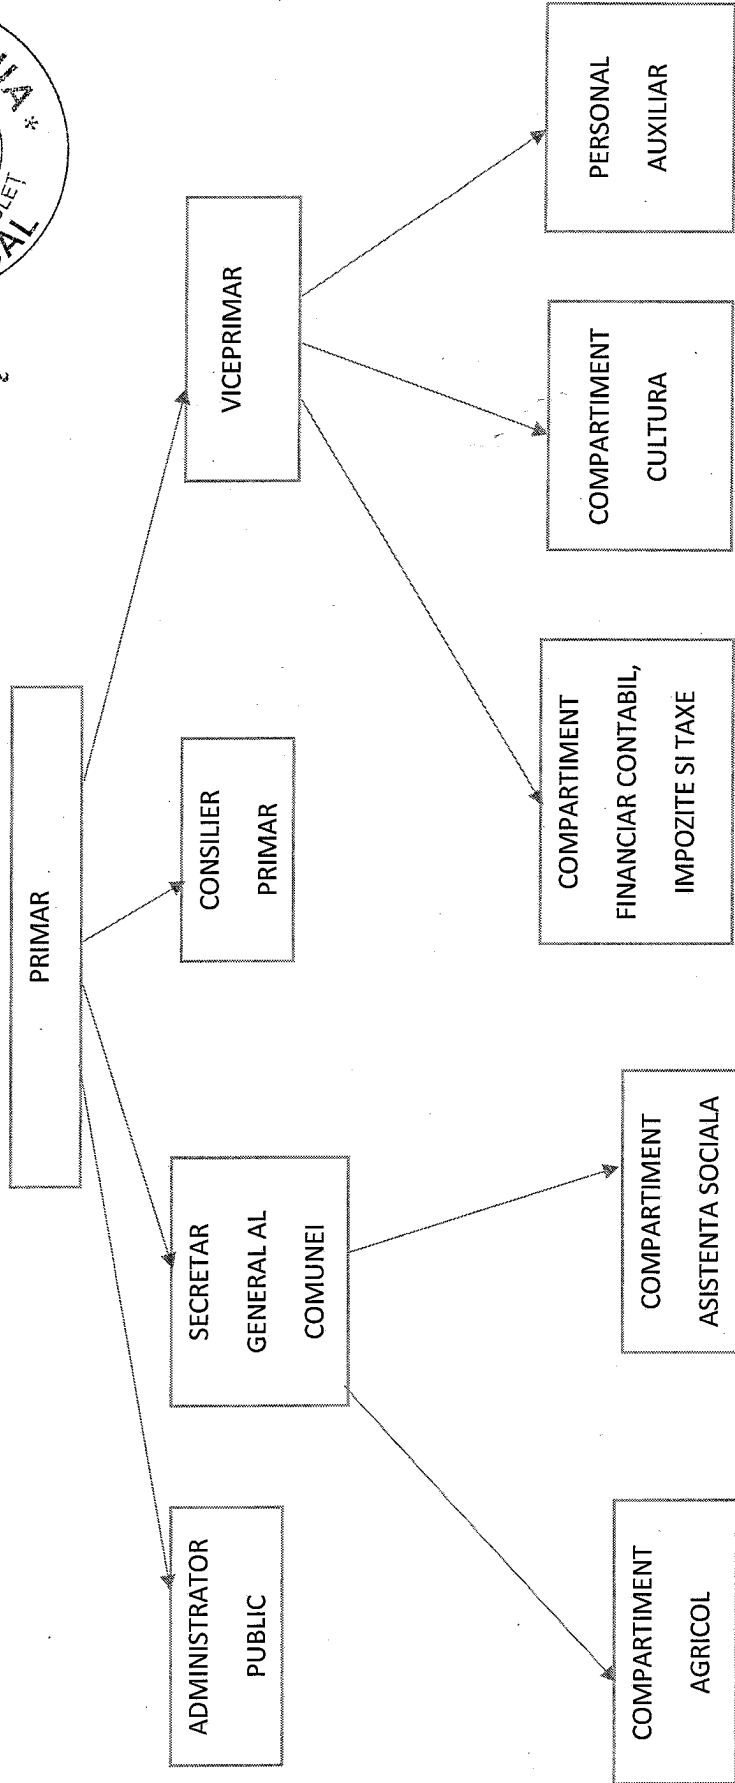 PRIMAR
ADMINISTRATOR
PUBLIC
SECRETAR
GENERAL AL
COMUNEI
CONSILIER
PRIMAR
VICEPRIMAR
COMPARTIMENT
AGRICOL
COMPARTIMENT
ASISTENTA SOCIALA
COMPARTIMENT
FINANCIAR CONTABIL,
IMPOZITE SI TAXE
COMPARTIMENT
CULTURA
PERSONAL
AUXILIAR